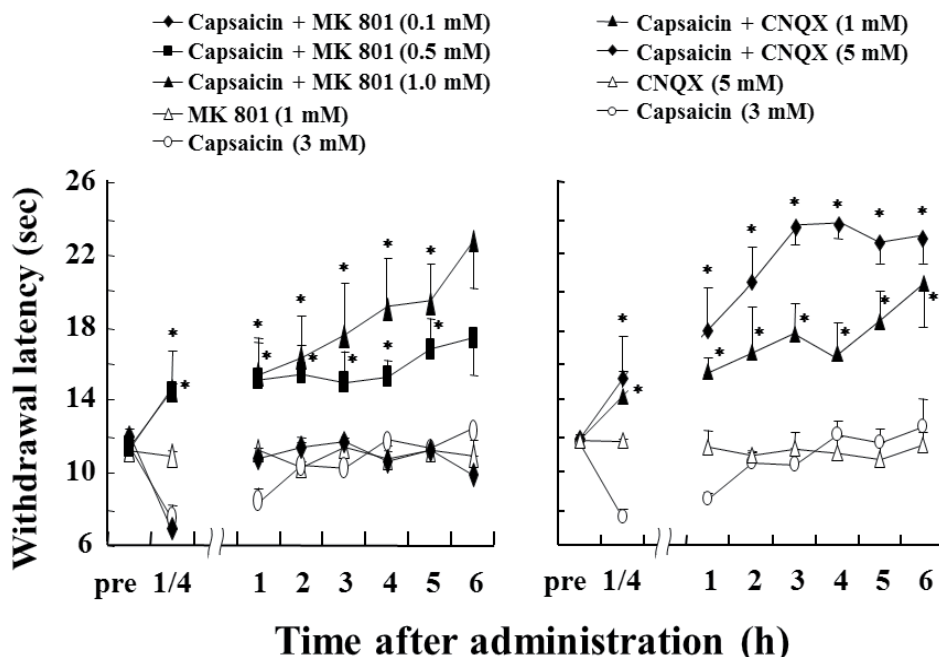 Capsaicin + MK 801 (0.1 mM)
Capsaicin + MK 801 (0.5 mM)
Capsaicin + MK 801 (1.0 mM)
MK 801 (1 mM)
Capsaicin (3 mM)
Capsaicin + CNQX (1 mM)
Capsaicin + CNQX (5 mM)
CNQX (5 mM)
Capsaicin (3 mM)
Withdrawal latency (sec)
26
22
18
14
10
6
pre 1/4 1 2 3 4 5 6
pre 1/4 1 2 3 4 5 6
Time after administration (h)